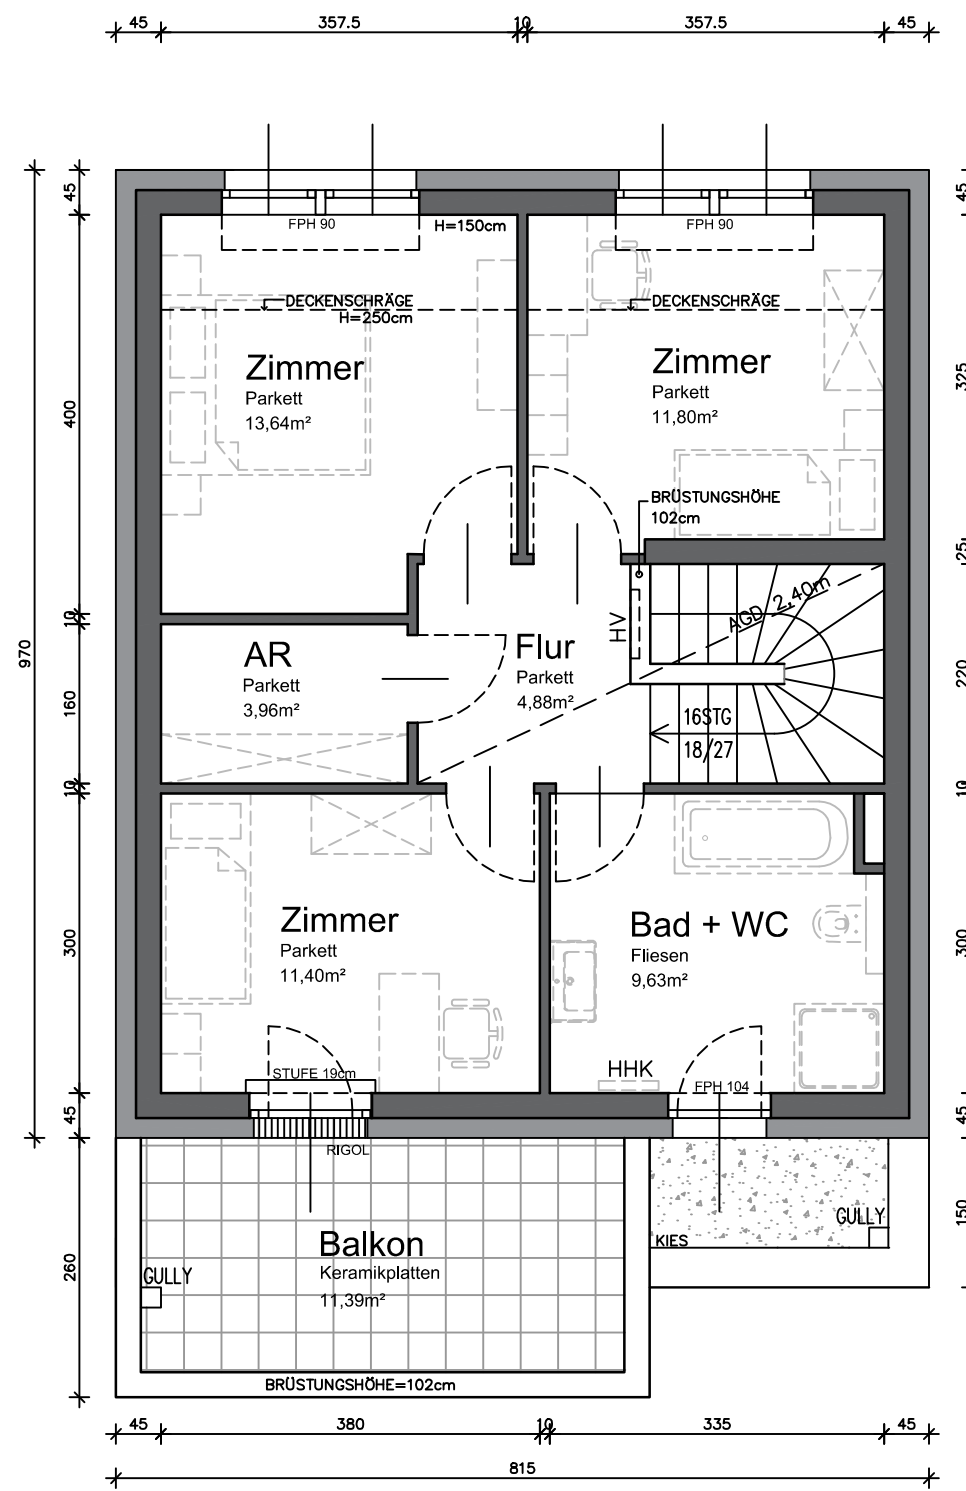 45 357.5 10 357.5 45
45
45
FPH 90
H=150cm
FPH 90
DECKENSCHRÄGE
H=250cm
DECKENSCHRÄGE
Zimmer
Parkett
13,64m²
Zimmer
Parkett
11,80m²
325
400
BRÜSTUNGSHÖHE
102cm
25
AGD 2,40m
10
HV
970
AR
Parkett
3,96m²
Flur
Parkett
4,88m²
220
160
16STG
18/27
10
10
Zimmer
Parkett
11,40m²
Bad + WC
Fliesen
9,63m²
300
300
HHK
STUFE 19cm
FPH 104
45
45
RIGOL
150
GULLY
KIES
Balkon
Keramikplatten
11,39m²
GULLY
260
BRÜSTUNGSHÖHE=102cm
45 380 10 335 45
815